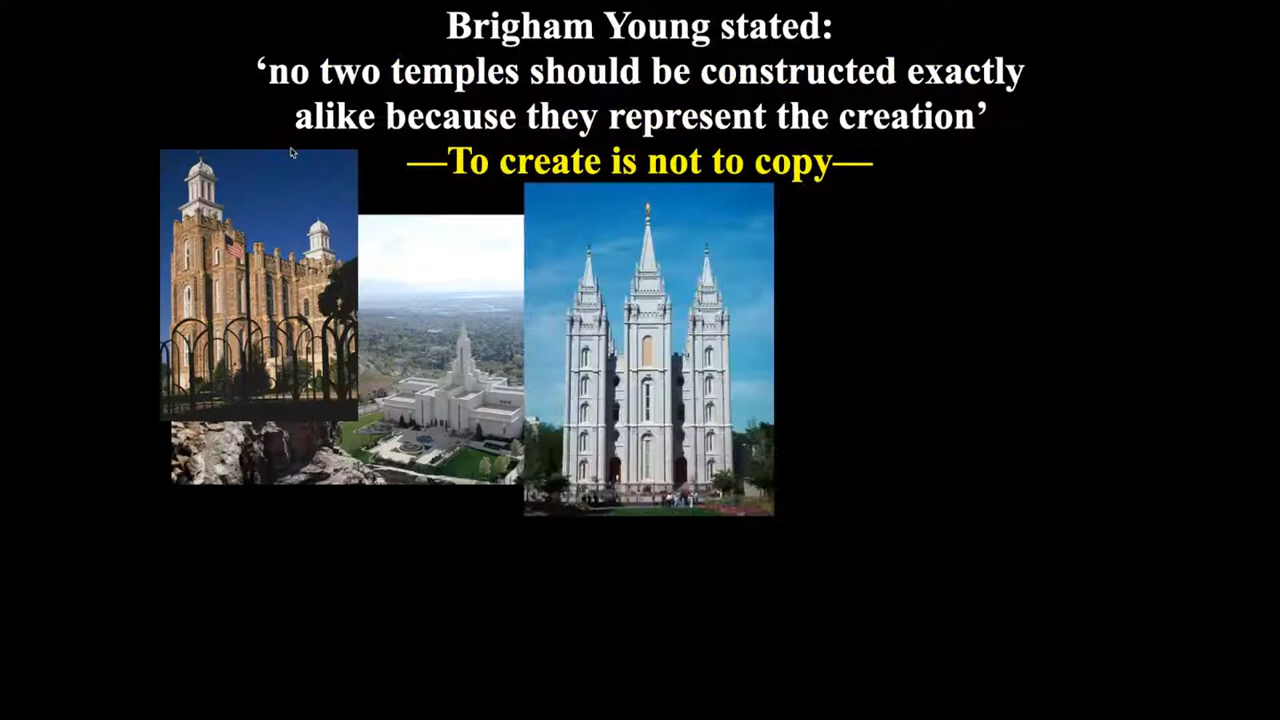 Brigham Young stated:
‘no two temples should be constructed exactly
alike because they represent the creation’
—To create is not to copy—